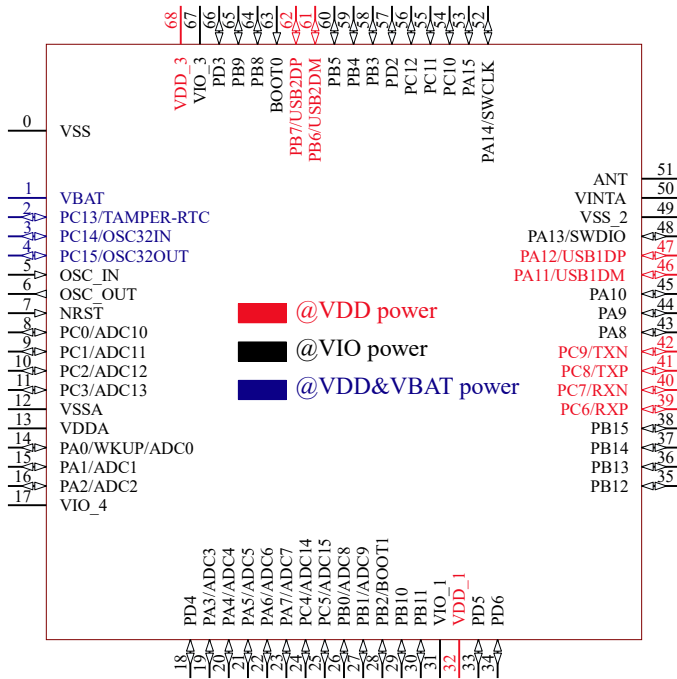 68 67 66 65 64 63 62 61 60 59 58 57 56 55 54 53 52
VDD_3
VIO_3
PD3
PB9
PB8
BOOT0
PB7/USB2DP
PB6/USB2DM
PB5
PB4
PB3
PD2
PC12
PC11
PC10
PA15
PA14/SWCLK
0 VSS
1 VBAT
2 PC13/TAMPER-RTC
3 PC14/OSC32IN
4 PC15/OSC32OUT
5 OSC_IN
6 OSC_OUT
7 NRST
8 PC0/ADC10
9 PC1/ADC11
10 PC2/ADC12
11 PC3/ADC13
12 VSSA
13 VDDA
14 PA0/WKUP/ADC0
15 PA1/ADC1
16 PA2/ADC2
17 VIO_4
@VDD power
@VIO power
@VDD&VBAT power
ANT 51
VINTA 50
VSS_2 49
PA13/SWDIO 48
PA12/USB1DP 47
PA11/USB1DM 46
PA10 45
PA9 44
PA8 43
PC9/TXN 42
PC8/TXP 41
PC7/RXN 40
PC6/RXP 39
PB15 38
PB14 37
PB13 36
PB12 35
PD4
PA3/ADC3
PA4/ADC4
PA5/ADC5
PA6/ADC6
PA7/ADC7
PC4/ADC14
PC5/ADC15
PB0/ADC8
PB1/ADC9
PB2/BOOT1
PB10
PB11
VIO_1
VDD_1
PD5
PD6
18 19 20 21 22 23 24 25 26 27 28 29 30 31 32 33 34